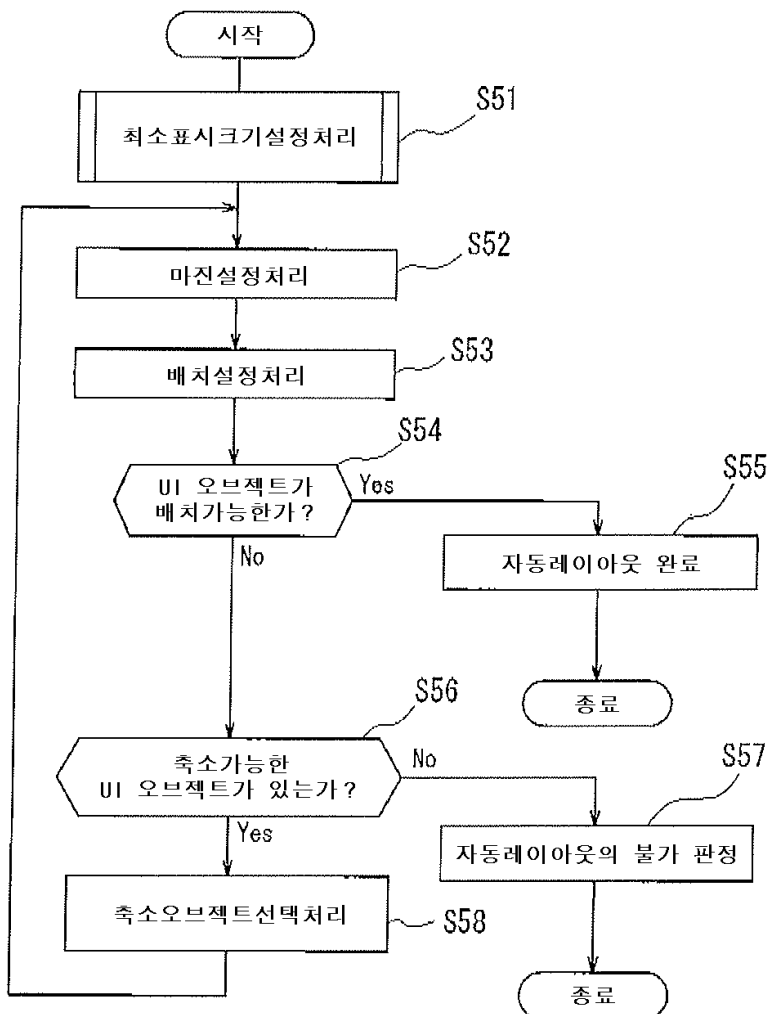 시작
S51
최소표시크기설정처리
S52
마진설정처리
S53
배치설정처리
S54
UI 오브젝트가
배치가능한가?
Yes
S55
자동레이아웃 완료
No
종료
S56
축소가능한
UI 오브젝트가 있는가?
No
S57
Yes
자동레이아웃의 불가 판정
축소오브젝트선택처리
S58
종료